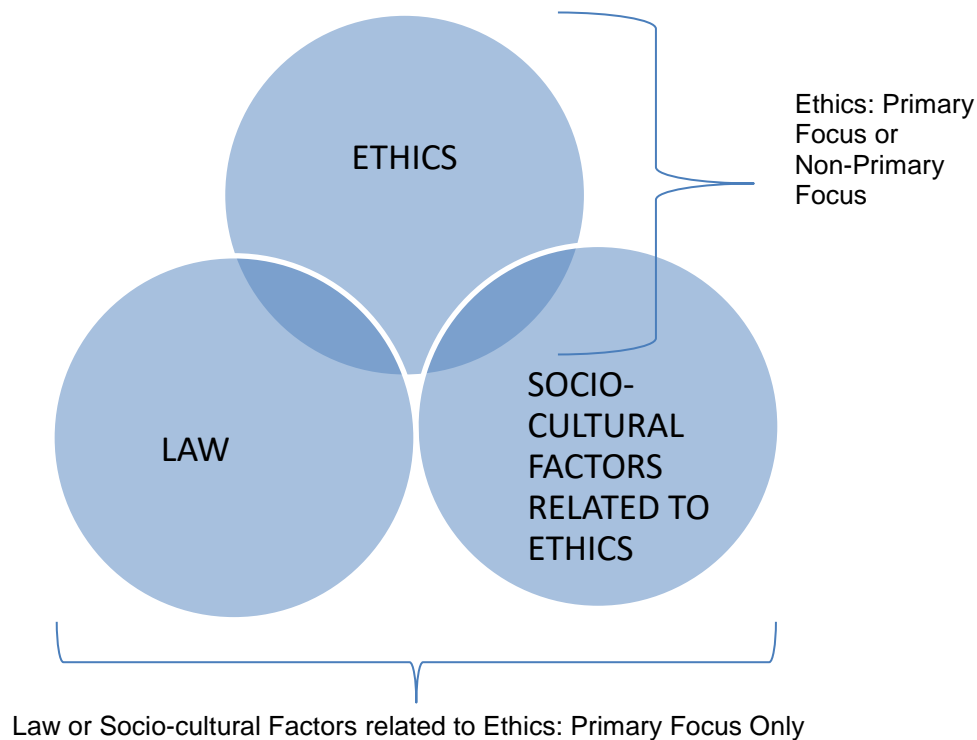 ETHICS
Ethics: Primary
Focus or
Non-Primary
Focus
LAW
SOCIO-
CULTURAL
FACTORS
RELATED TO
ETHICS
Law or Socio-cultural Factors related to Ethics: Primary Focus Only